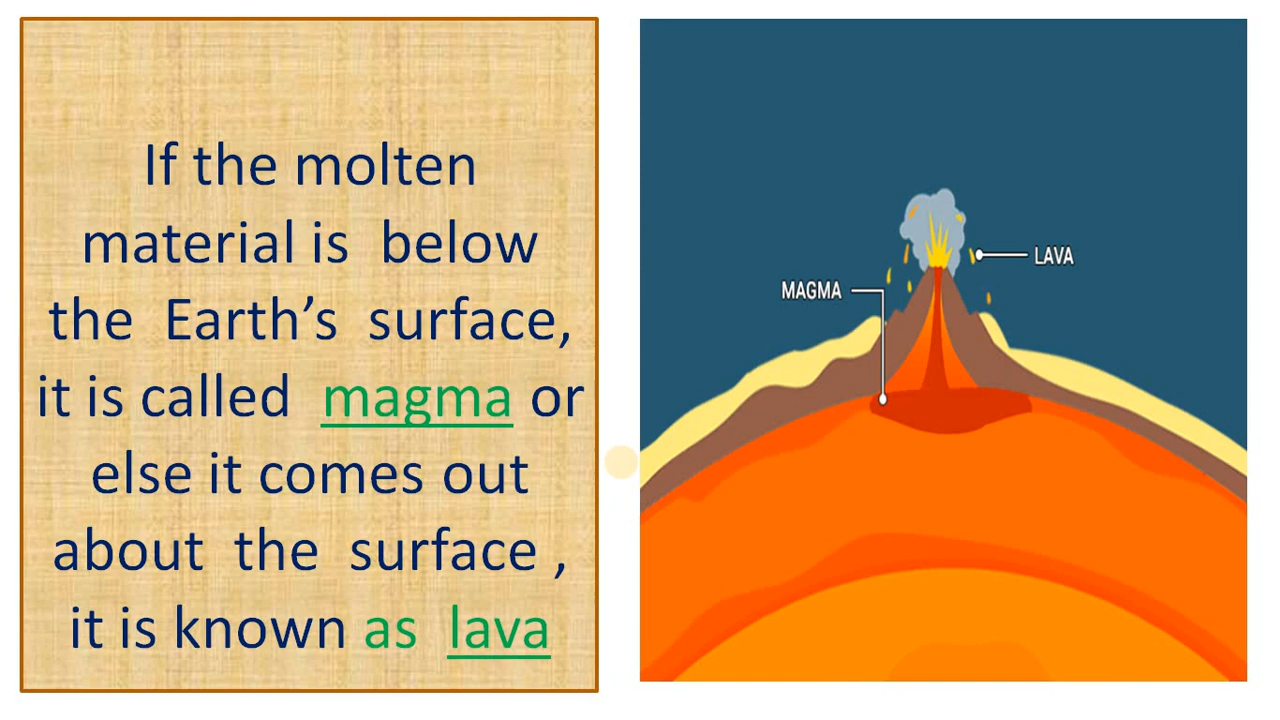 If the molten
material is below
the Earth's surface,
it is called magma or
else it comes out
about the surface ,
it is known as lava
LAVA
MAGMA